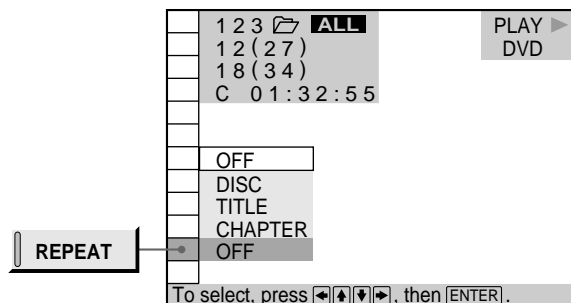 123 ALL PLAY
12(27) DVD
18(34)
C 01:32:55
OFF
DISC
TITLE
CHAPTER
REPEAT OFF
To select, press ←↑↓→, then ENTER.